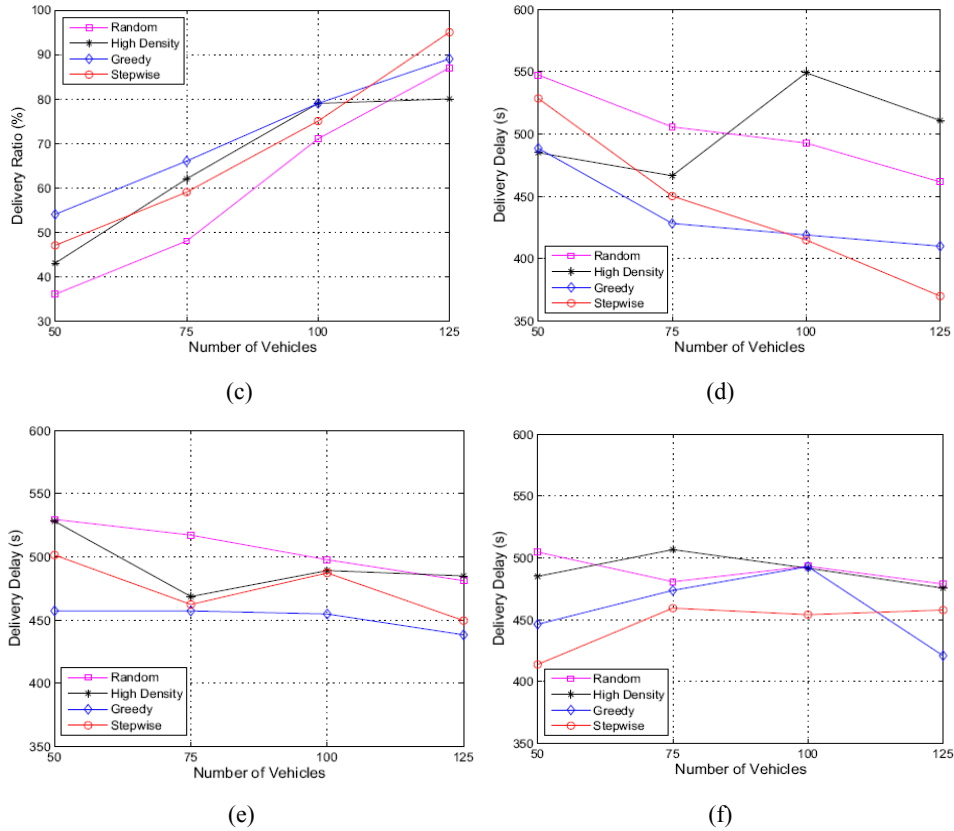 100
90
80
70
60
50
40
30
Delivery Ratio (%)
Random
High Density
Greedy
Stepwise
50 75 100 125
Number of Vehicles
(c)
600
550
500
450
400
350
Delivery Delay (s)
Random
High Density
Greedy
Stepwise
50 75 100 125
Number of Vehicles
(d)
600
550
500
450
400
350
Delivery Delay (s)
Random
High Density
Greedy
Stepwise
50 75 100 125
Number of Vehicles
(e)
600
550
500
450
400
350
Delivery Delay (s)
Random
High Density
Greedy
Stepwise
50 75 100 125
Number of Vehicles
(f)